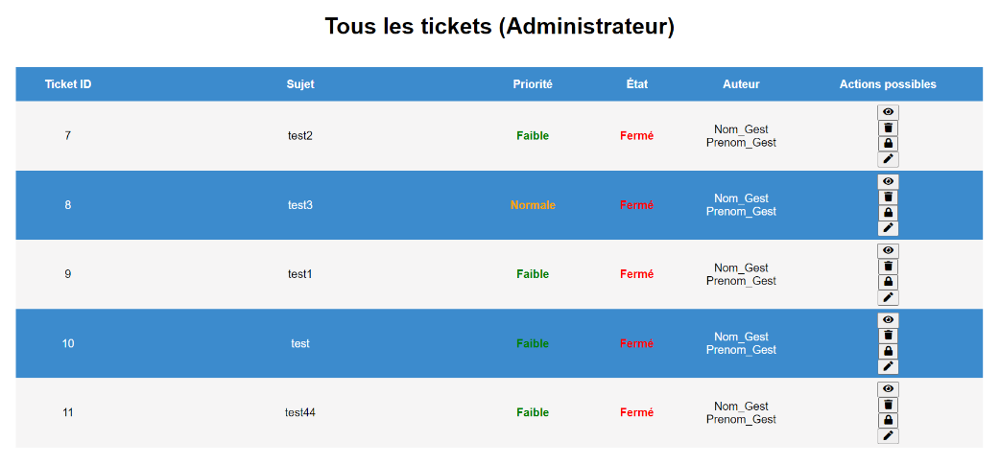 Tous les tickets (Administrateur)
Ticket ID Sujet Priorité État Auteur Actions possibles
7 test2 Faible Fermé Nom_Gest
Prenom_Gest
8 test3 Normale Fermé Nom_Gest
Prenom_Gest
9 test1 Faible Fermé Nom_Gest
Prenom_Gest
10 test Faible Fermé Nom_Gest
Prenom_Gest
11 test44 Faible Fermé Nom_Gest
Prenom_Gest